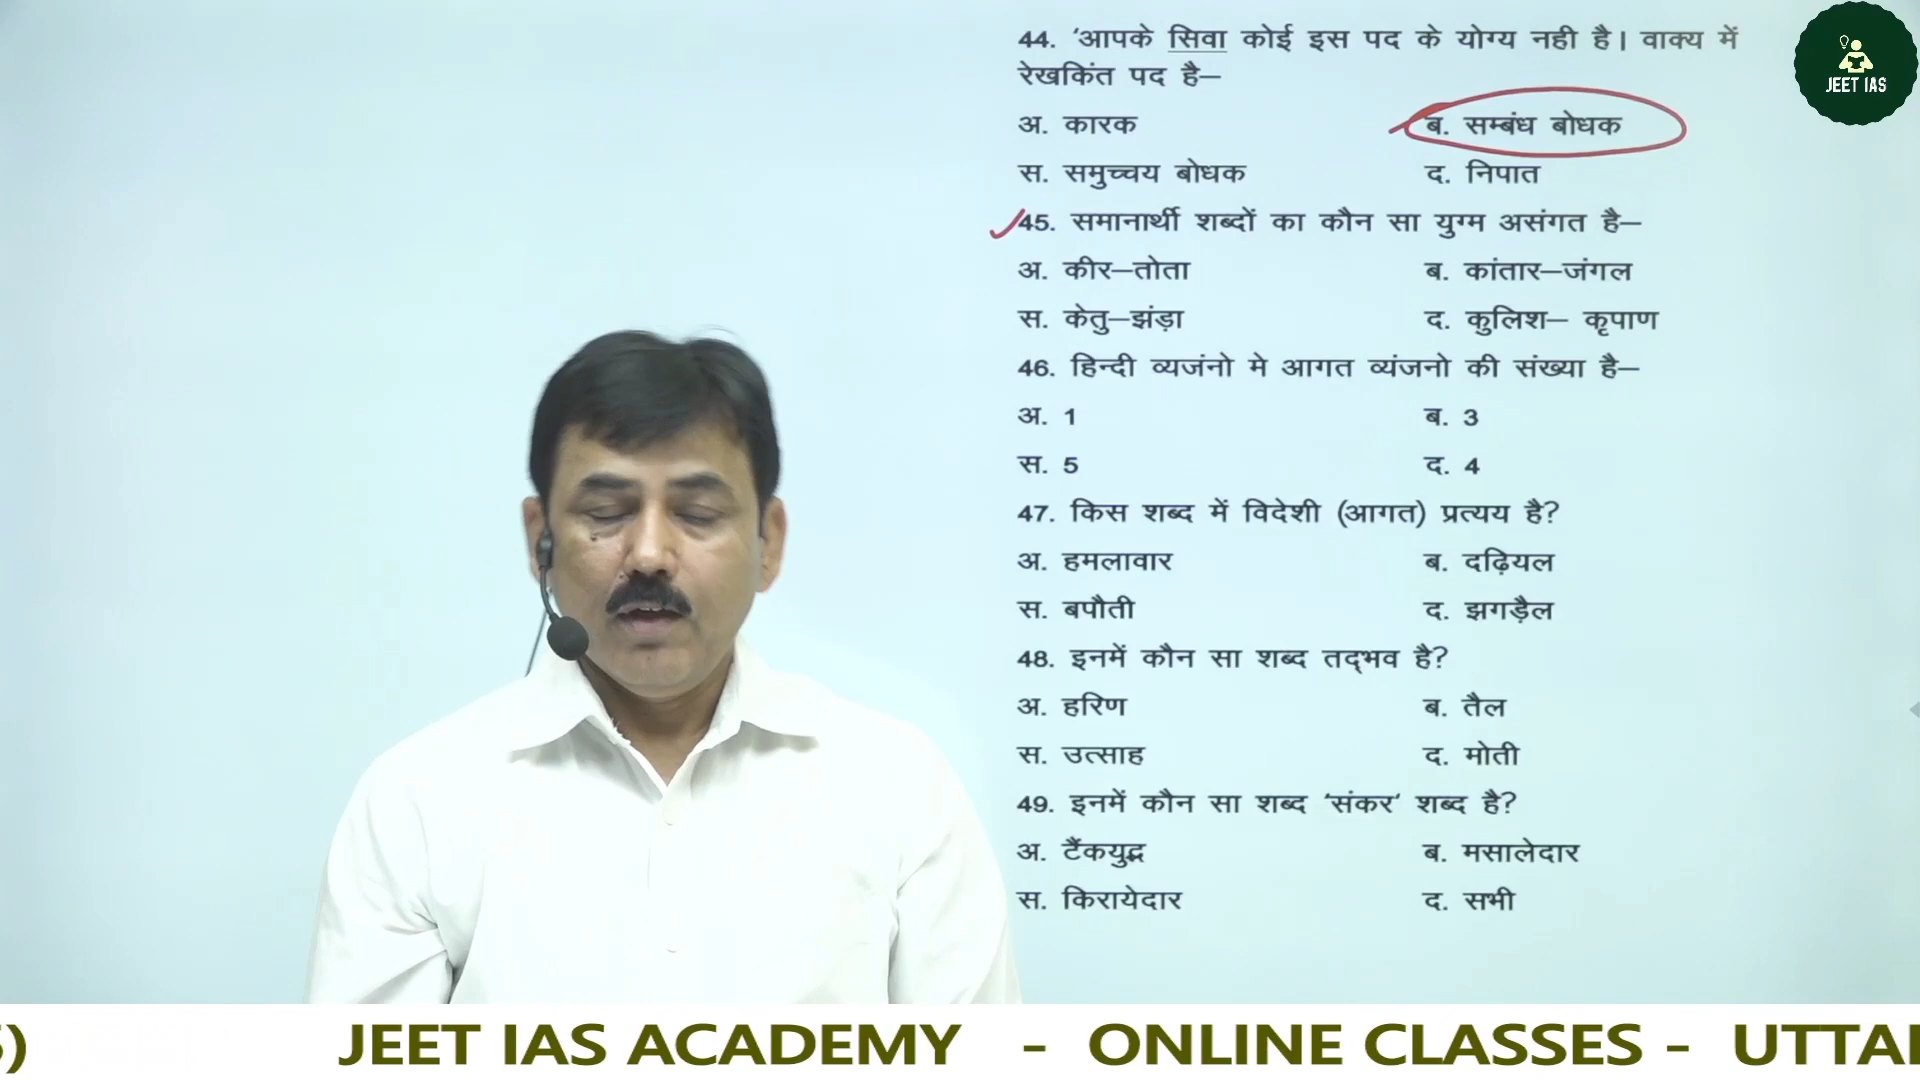 44. ‘आपके सिवा कोई इस पद के योग्य नही है। वाक्य में
रेखकिंत पद है–
अ. कारक ब. सम्बंध बोधक
स. समुच्चय बोधक द. निपात
45. समानार्थी शब्दों का कौन सा युग्म असंगत है–
अ. कीर–तोता ब. कांतार–जंगल
स. केतु–झंड़ा द. कुलिश– कृपाण
46. हिन्दी व्यजंनो मे आगत व्यंजनो की संख्या है–
अ. 1 ब. 3
स. 5 द. 4
47. किस शब्द में विदेशी (आगत) प्रत्यय है?
अ. हमलावार ब. दढ़ियल
स. बपौती द. झगड़ैल
48. इनमें कौन सा शब्द तद्भव है?
अ. हरिण ब. तैल
स. उत्साह द. मोती
49. इनमें कौन सा शब्द ‘संकर’ शब्द है?
अ. टैंकयुद्ध ब. मसालेदार
स. किरायेदार द. सभी
JEET IAS
5) JEET IAS ACADEMY - ONLINE CLASSES - UTTAR